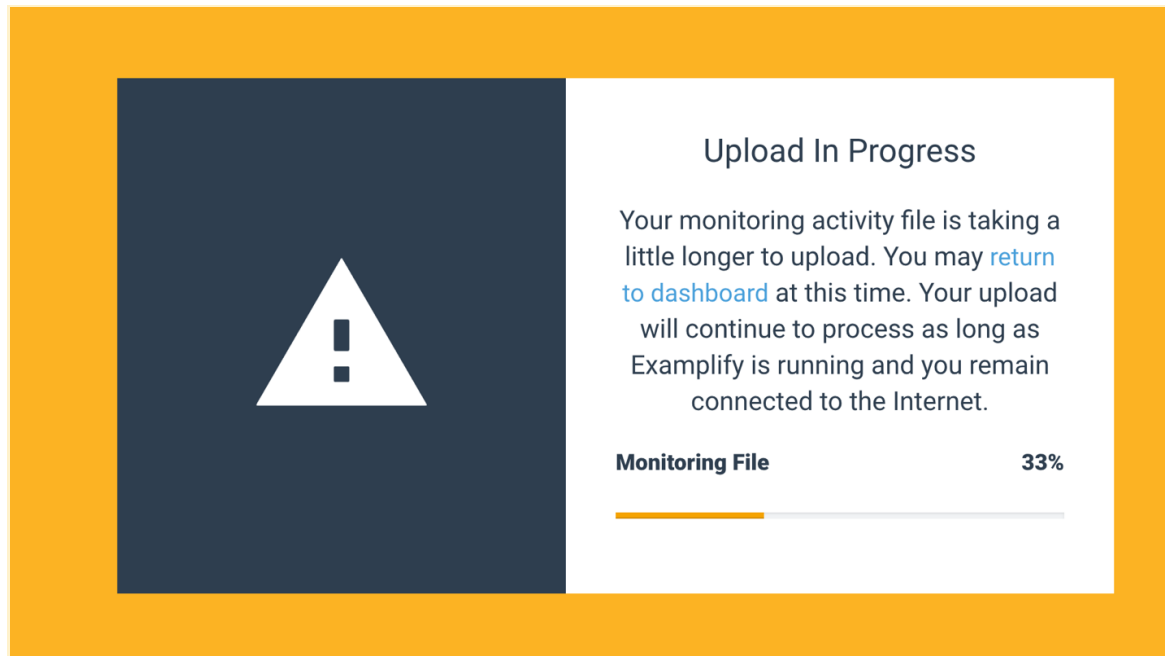 Upload In Progress
Your monitoring activity file is taking a
little longer to upload. You may return
to dashboard at this time. Your upload
will continue to process as long as
Examplify is running and you remain
connected to the Internet.
Monitoring File 33%